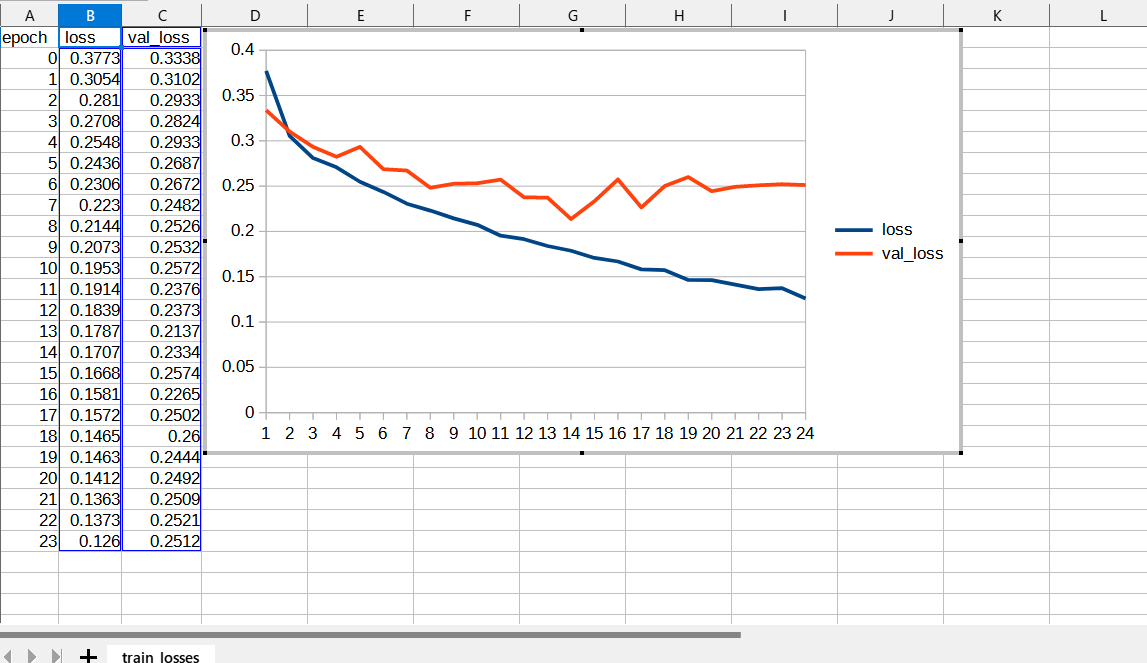 A B C D E F G H I J K L
epoch loss val_loss
0 0.3773 0.3338
1 0.3054 0.3102
2 0.281 0.2933
3 0.2708 0.2824
4 0.2548 0.2933
5 0.2436 0.2687
6 0.2306 0.2672
7 0.223 0.2482
8 0.2144 0.2526
9 0.2073 0.2532
10 0.1953 0.2572
11 0.1914 0.2376
12 0.1839 0.2373
13 0.1787 0.2137
14 0.1707 0.2334
15 0.1668 0.2574
16 0.1581 0.2265
17 0.1572 0.2502
18 0.1465 0.26
19 0.1463 0.2444
20 0.1412 0.2492
21 0.1363 0.2509
22 0.1373 0.2521
23 0.126 0.2512
0.4
0.35
0.3
0.25
0.2
0.15
0.1
0.05
0
1 2 3 4 5 6 7 8 9 10 11 12 13 14 15 16 17 18 19 20 21 22 23 24
loss
val_loss
train_losses